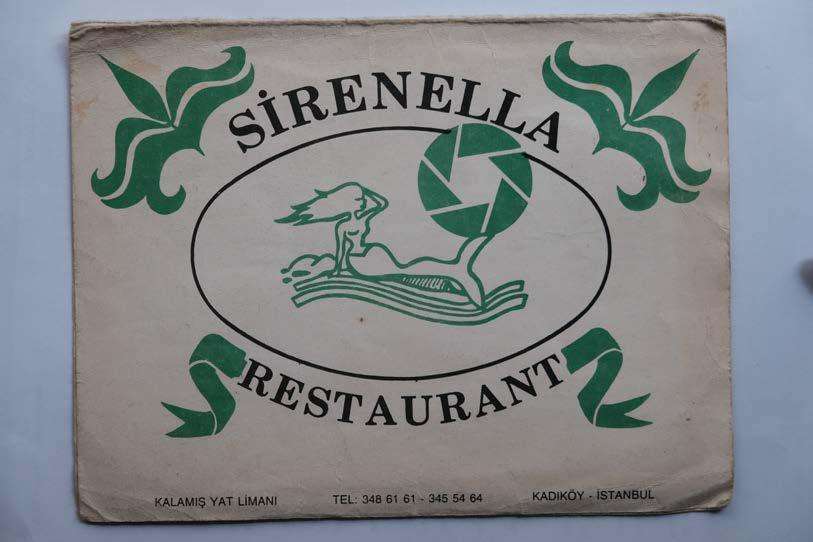 SİRENELLA
RESTAURANT
KALAMIŞ YAT LİMANI TEL: 348 61 61 - 345 54 64 KADIKÖY - İSTANBUL